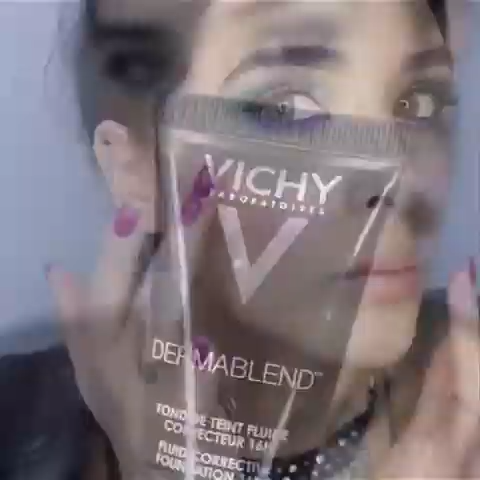 VICHY
LABORATOIRES
DERMABLEND™
FOND DE TEINT FLUIDE
CORRECTEUR 16H
FLUID CORRECTIVE
FOUNDATION